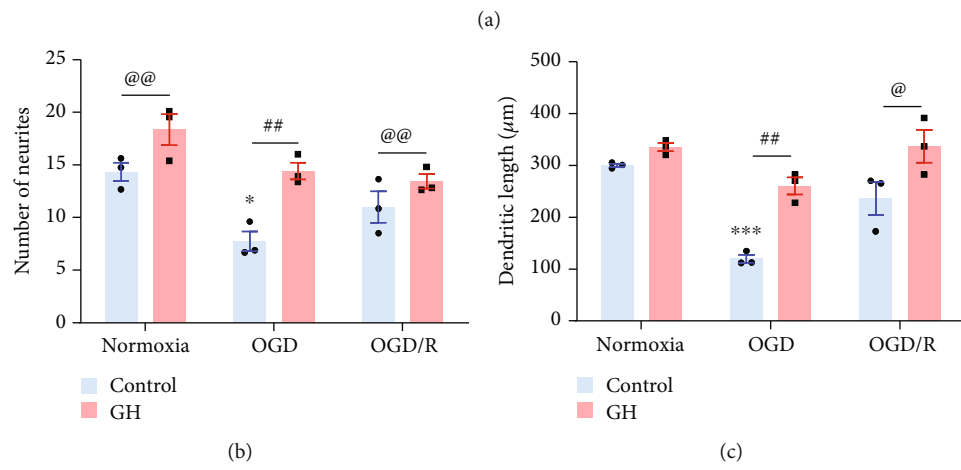 (a)
Number of neurites
25
20
15
10
5
0
@@
*
##
@@
Normoxia
OGD
OGD/R
Control
GH
(b)
Dendritic length (μm)
500
400
300
200
100
0
***
##
@
Normoxia
OGD
OGD/R
Control
GH
(c)